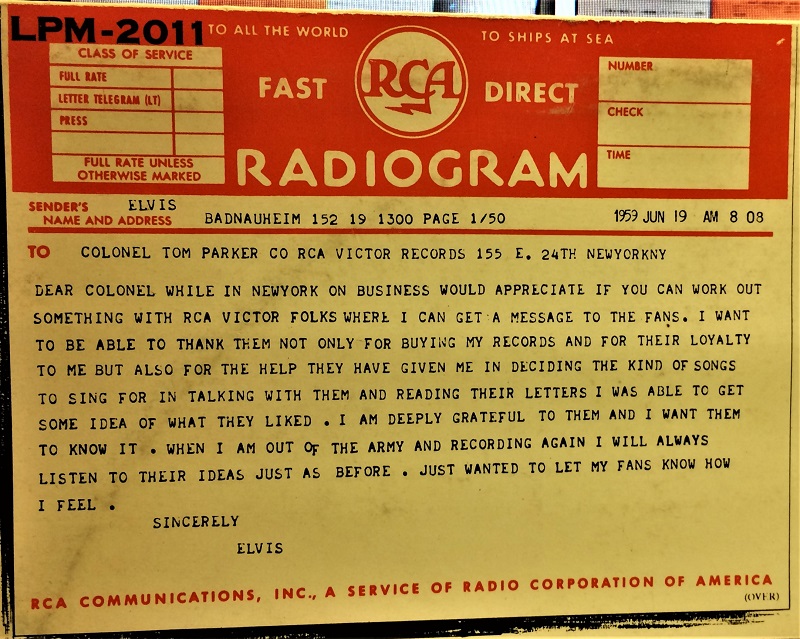 LPM-2011 TO ALL THE WORLD TO SHIPS AT SEA
CLASS OF SERVICE
FULL RATE
LETTER TELEGRAM (LT)
PRESS
FULL RATE UNLESS
OTHERWISE MARKED
FAST RCA DIRECT
RADIOGRAM
NUMBER
CHECK
TIME
SENDER'S ELVIS
NAME AND ADDRESS BADNAUHEIM 152 19 1300 PAGE 1/50 1959 JUN 19 AM 8 08
TO COLONEL TOM PARKER CO RCA VICTOR RECORDS 155 E. 24TH NEWYORKNY
DEAR COLONEL WHILE IN NEWYORK ON BUSINESS WOULD APPRECIATE IF YOU CAN WORK OUT
SOMETHING WITH RCA VICTOR FOLKS WHERE I CAN GET A MESSAGE TO THE FANS. I WANT
TO BE ABLE TO THANK THEM NOT ONLY FOR BUYING MY RECORDS AND FOR THEIR LOYALTY
TO ME BUT ALSO FOR THE HELP THEY HAVE GIVEN ME IN DECIDING THE KIND OF SONGS
TO SING FOR IN TALKING WITH THEM AND READING THEIR LETTERS I WAS ABLE TO GET
SOME IDEA OF WHAT THEY LIKED . I AM DEEPLY GRATEFUL TO THEM AND I WANT THEM
TO KNOW IT . WHEN I AM OUT OF THE ARMY AND RECORDING AGAIN I WILL ALWAYS
LISTEN TO THEIR IDEAS JUST AS BEFORE . JUST WANTED TO LET MY FANS KNOW HOW
I FEEL .
SINCERELY
ELVIS
RCA COMMUNICATIONS, INC., A SERVICE OF RADIO CORPORATION OF AMERICA
(OVER)